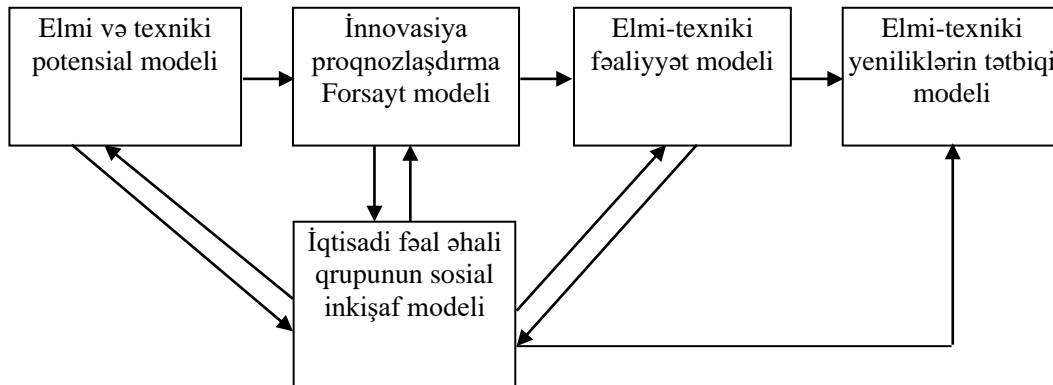 Elmi və texniki
potensial modeli
İnnovasiya
proqnozlaşdırma
Forsayt modeli
Elmi-texniki
fəaliyyət modeli
Elmi-texniki
yeniliklərin tətbiqi
modeli
İqtisadi fəal əhali
qrupunun sosial
inkişaf modeli